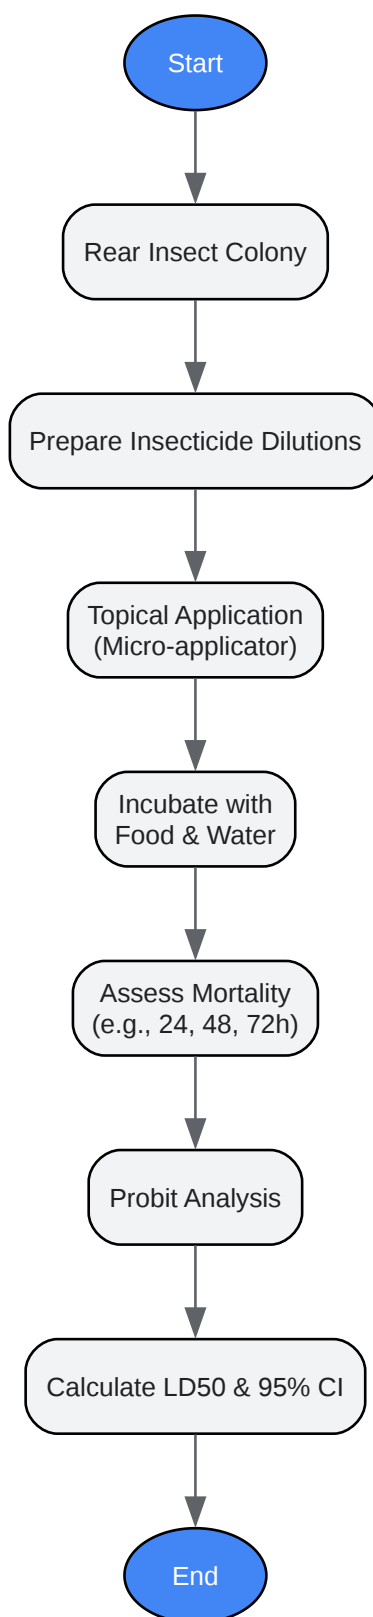 Start
Rear Insect Colony
Prepare Insecticide Dilutions
Topical Application
(Micro-applicator)
Incubate with
Food & Water
Assess Mortality
(e.g., 24, 48, 72h)
Probit Analysis
Calculate LD50 & 95% CI
End